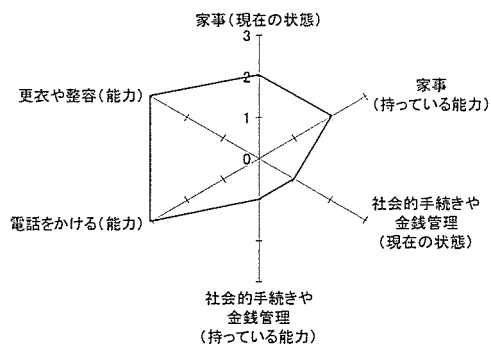 家事(現在の状態)
3
2
1
0
家事
(持っている能力)
社会的手続きや
金銭管理
(現在の状態)
社会的手続きや
金銭管理
(持っている能力)
電話をかける(能力)
更衣や整容(能力)